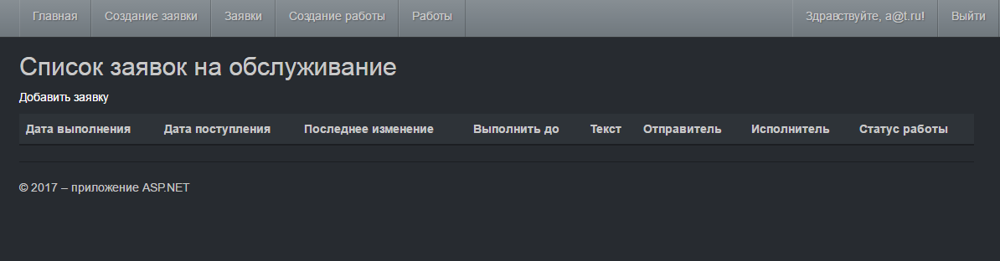 Главная Создание заявки Заявки Создание работы Работы Здравствуйте, a@t.ru! Выйти
Список заявок на обслуживание
Добавить заявку
Дата выполнения Дата поступления Последнее изменение Выполнить до Текст Отправитель Исполнитель Статус работы
© 2017 – приложение ASP.NET